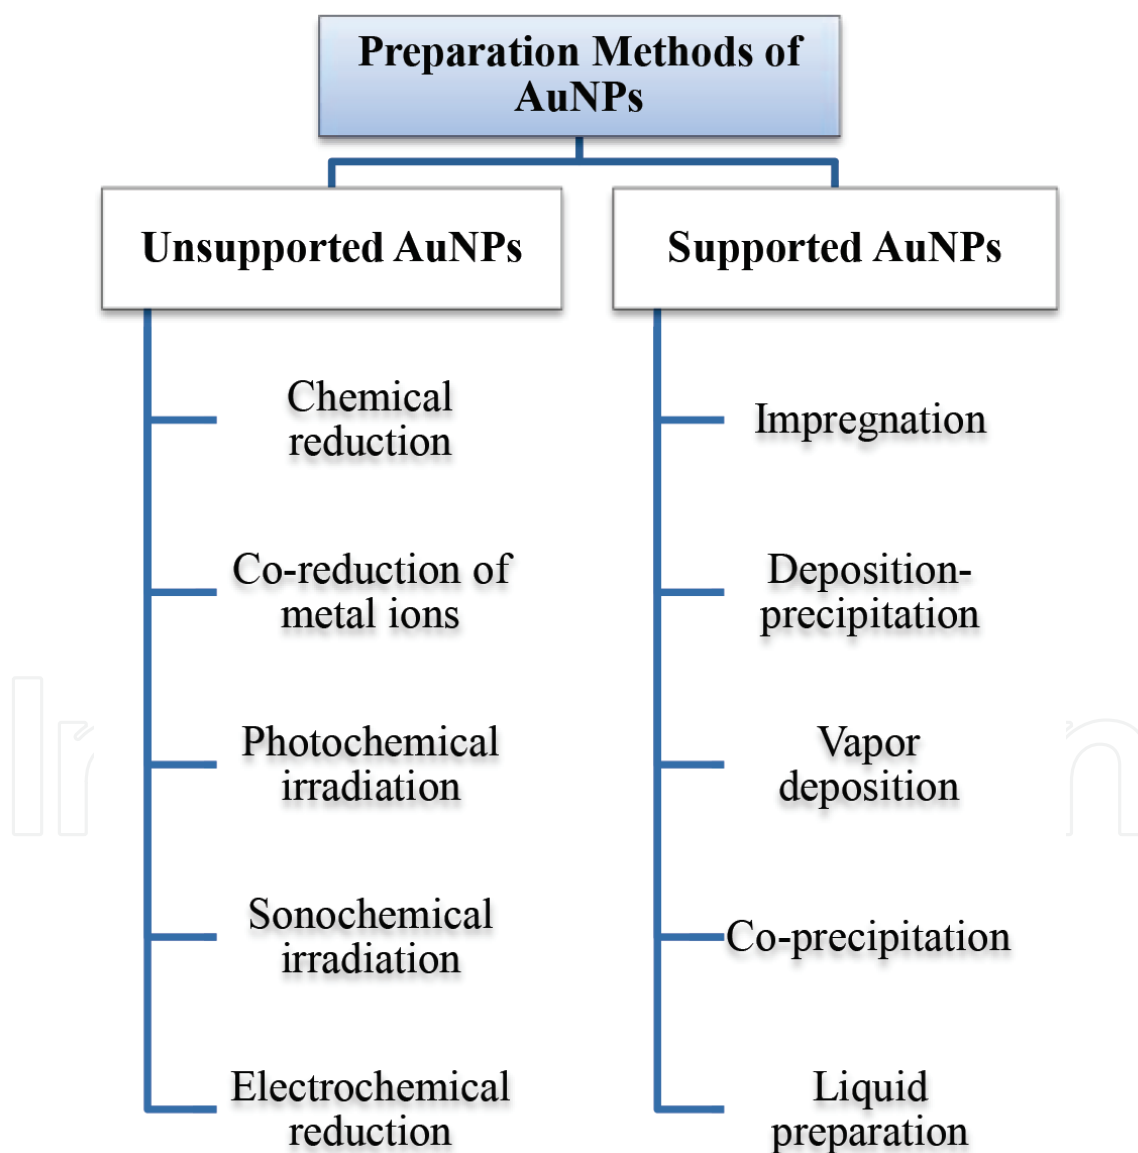 Preparation Methods of
AuNPs
Unsupported AuNPs
Chemical
reduction
Co-reduction of
metal ions
Photochemical
irradiation
Sonochemical
irradiation
Electrochemical
reduction
Supported AuNPs
Impregnation
Deposition-
precipitation
Vapor
deposition
Co-precipitation
Liquid
preparation